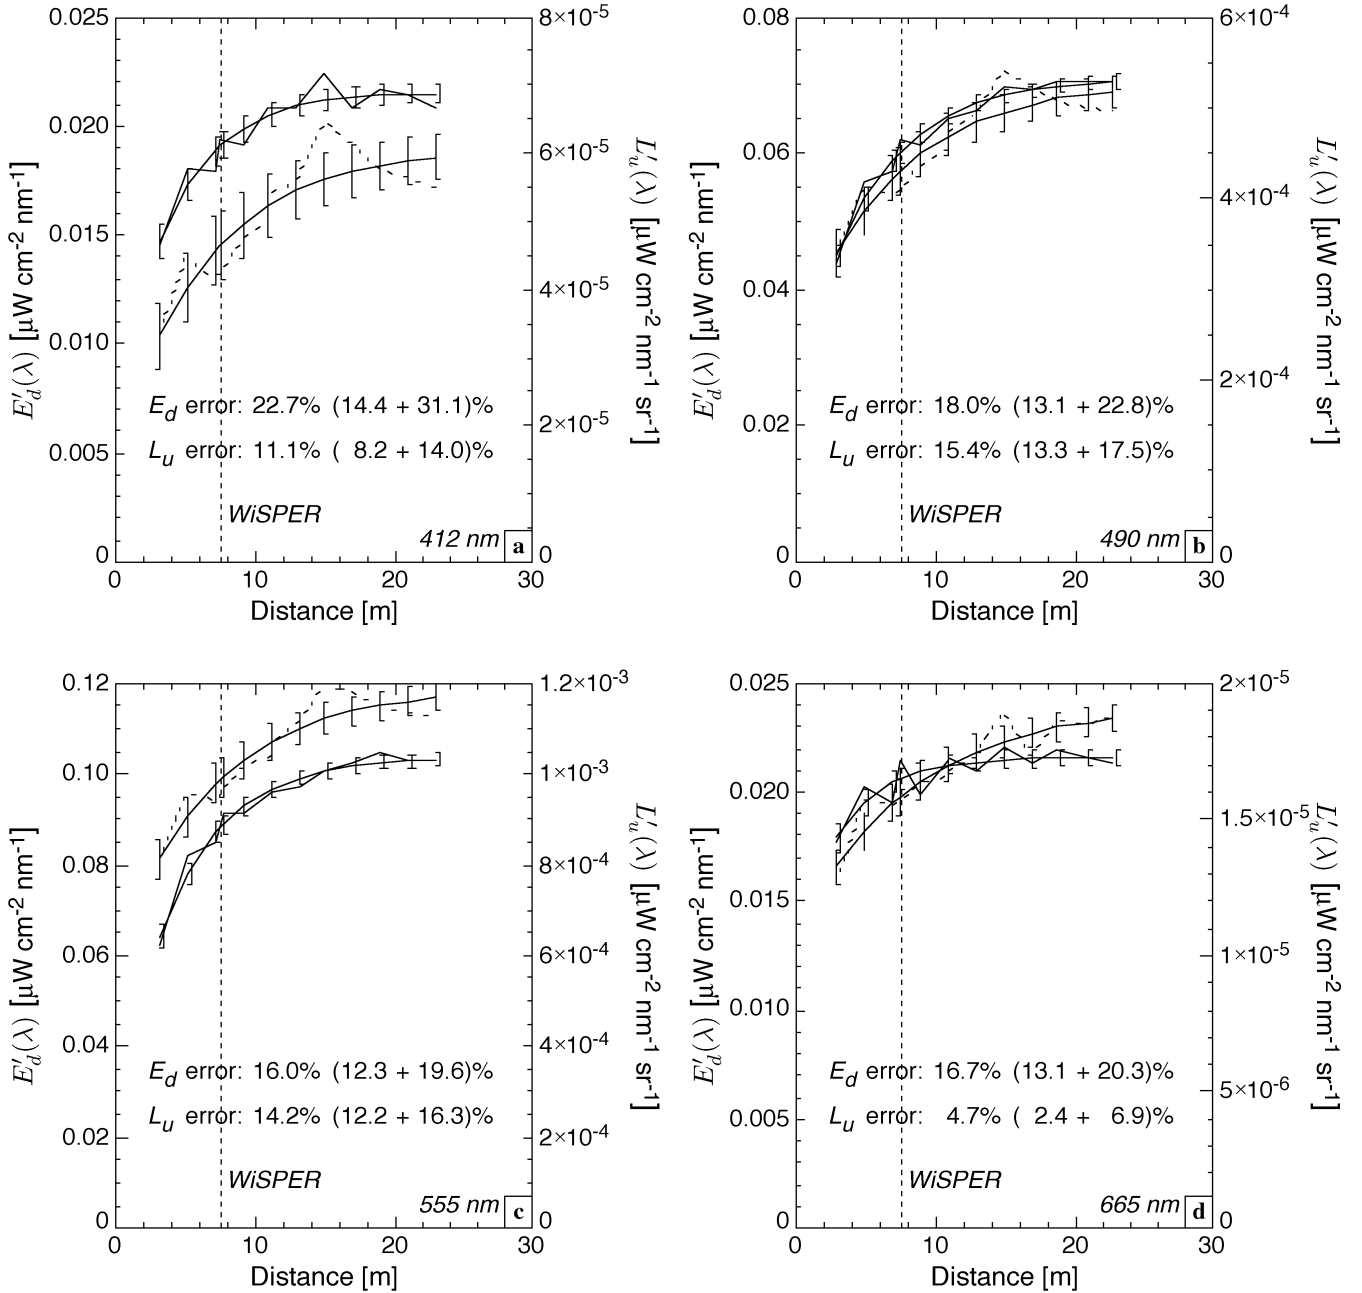 0.025
0.020
0.015
0.010
0.005
0
E′d(λ) [μW cm-2 nm-1]
8×10-5
6×10-5
4×10-5
2×10-5
0
L′u(λ) [μW cm-2 nm-1 sr-1]
Ed error: 22.7% (14.4 + 31.1)%
Lu error: 11.1% ( 8.2 + 14.0)%
WiSPER
412 nm a
0 10 20 30
Distance [m]
0.08
0.06
0.04
0.02
0
E′d(λ) [μW cm-2 nm-1]
6×10-4
4×10-4
2×10-4
0
L′u(λ) [μW cm-2 nm-1 sr-1]
Ed error: 18.0% (13.1 + 22.8)%
Lu error: 15.4% (13.3 + 17.5)%
WiSPER
490 nm b
0 10 20 30
Distance [m]
0.12
0.10
0.08
0.06
0.04
0.02
0
E′d(λ) [μW cm-2 nm-1]
1.2×10-3
1×10-3
8×10-4
6×10-4
4×10-4
2×10-4
0
L′u(λ) [μW cm-2 nm-1 sr-1]
Ed error: 16.0% (12.3 + 19.6)%
Lu error: 14.2% (12.2 + 16.3)%
WiSPER
555 nm c
0 10 20 30
Distance [m]
0.025
0.020
0.015
0.010
0.005
0
E′d(λ) [μW cm-2 nm-1]
2×10-5
1.5×10-5
1×10-5
5×10-6
0
L′u(λ) [μW cm-2 nm-1 sr-1]
Ed error: 16.7% (13.1 + 20.3)%
Lu error: 4.7% ( 2.4 + 6.9)%
WiSPER
665 nm d
0 10 20 30
Distance [m]